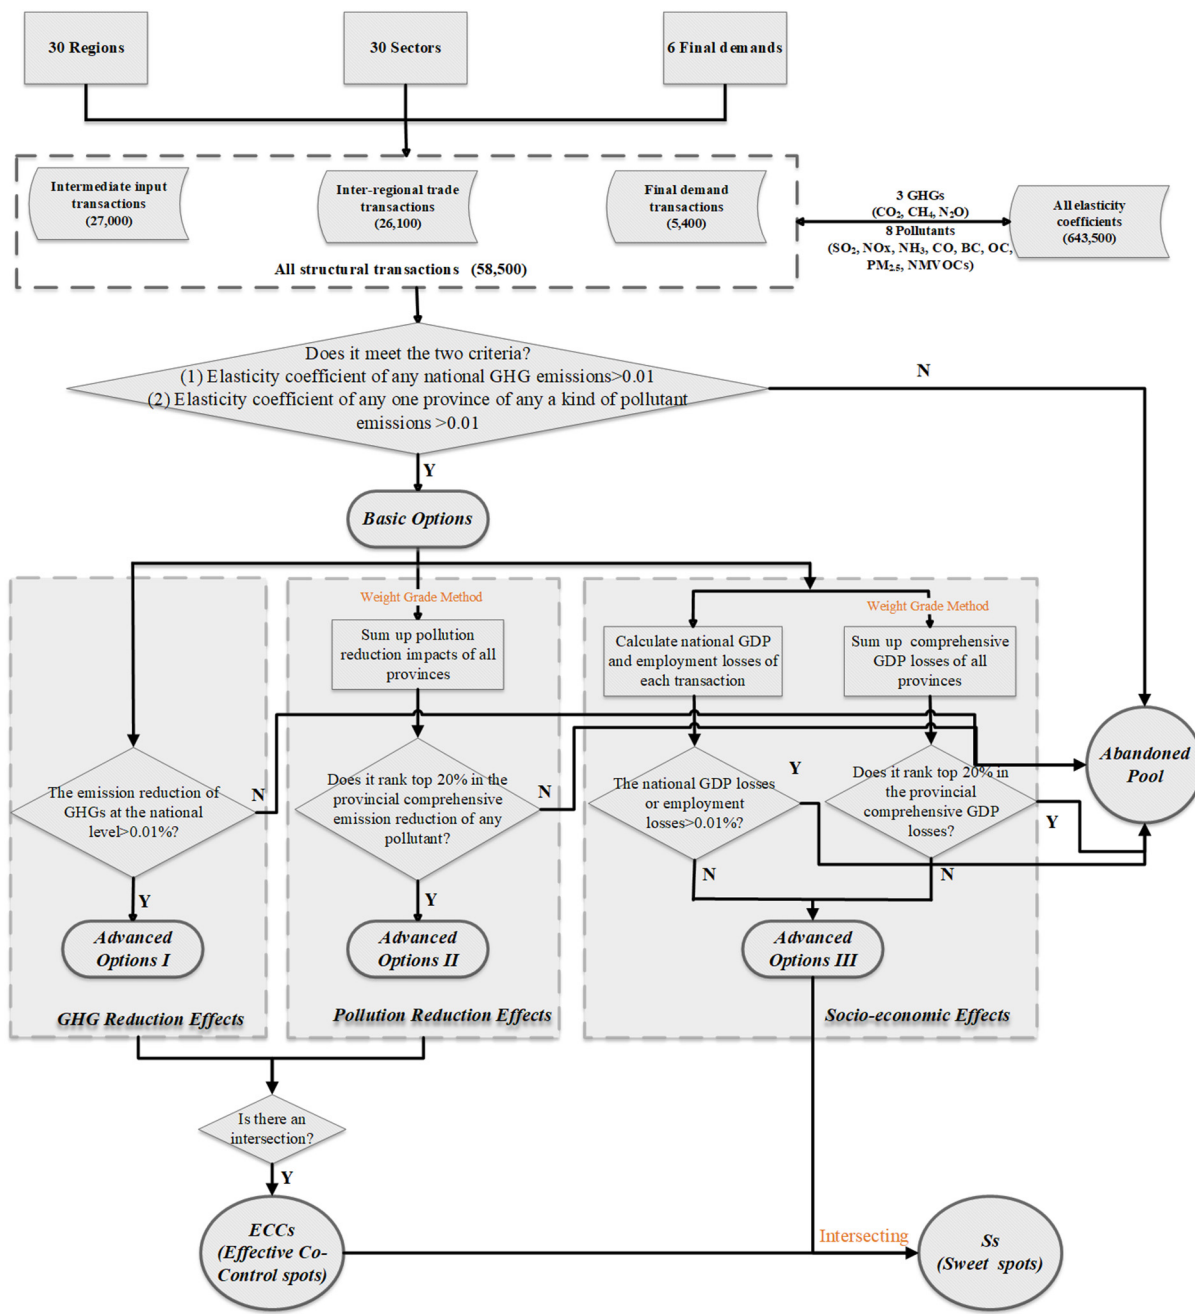 30 Regions
30 Sectors
6 Final demands
Intermediate input
transactions
(27,000)
Inter-regional trade
transactions
(26,100)
Final demand
transactions
(5,400)
All structural transactions (58,500)
3 GHGs
(CO₂, CH₄, N₂O)
8 Pollutants
(SO₂, NOx, NH₃, CO, BC, OC,
PM₂.₅, NMVOCs)
All elasticity
coefficients
(643,500)
Does it meet the two criteria?
(1) Elasticity coefficient of any national GHG emissions>0.01
(2) Elasticity coefficient of any one province of any a kind of pollutant
emissions >0.01
N
Y
Basic Options
Weight Grade Method
Sum up pollution
reduction impacts of all
provinces
Calculate national GDP
and employment losses of
each transaction
Weight Grade Method
Sum up comprehensive
GDP losses of all
provinces
The emission reduction of
GHGs at the national
level>0.01%?
N
Y
Does it rank top 20% in the
provincial comprehensive
emission reduction of any
pollutant?
N
Y
The national GDP losses
or employment
losses>0.01%?
Y
N
Does it rank top 20% in
the provincial
comprehensive GDP
losses?
Y
N
Abandoned
Pool
Advanced
Options I
Advanced
Options II
Advanced
Options III
GHG Reduction Effects
Pollution Reduction Effects
Socio-economic Effects
Is there an
intersection?
Y
ECCs
(Effective Co-
Control spots)
Intersecting
Ss
(Sweet spots)